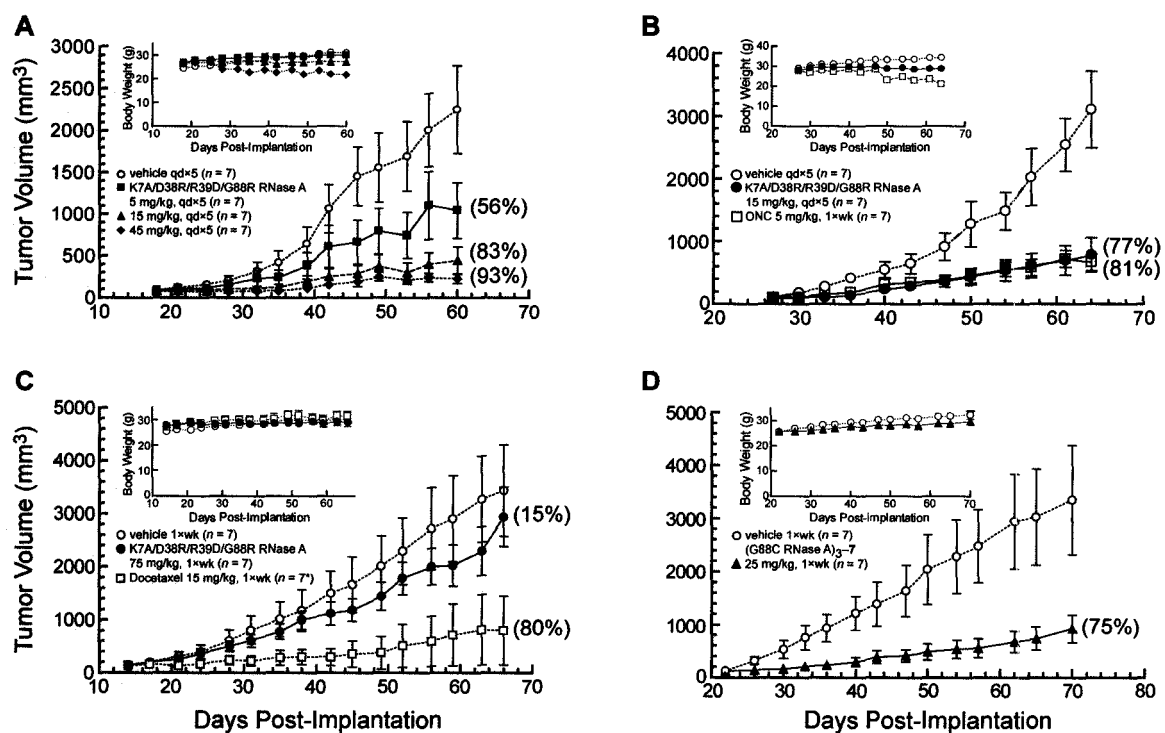 A
Tumor Volume (mm³)
3000
2500
2000
1500
1000
500
0
10 20 30 40 50 60 70
Body Weight (g)
30
20
10
0
10 20 30 40 50 60
Days Post-Implantation
vehicle qd×5 (n = 7)
K7A/D38R/R39D/G88R RNase A
5 mg/kg, qd×5 (n = 7)
15 mg/kg, qd×5 (n = 7)
45 mg/kg, qd×5 (n = 7)
(56%)
(83%)
(93%)
B
4000
3000
2000
1000
0
20 30 40 50 60 70 80
Body Weight (g)
40
30
20
10
0
20 30 40 50 60 70
Days Post-Implantation
vehicle qd×5 (n = 7)
K7A/D38R/R39D/G88R RNase A
15 mg/kg, qd×5 (n = 7)
ONC 5 mg/kg, 1×wk (n = 7)
(77%)
(81%)
C
Tumor Volume (mm³)
5000
4000
3000
2000
1000
0
10 20 30 40 50 60 70
Body Weight (g)
30
20
10
0
10 20 30 40 50 60
Days Post-Implantation
vehicle 1×wk (n = 7)
K7A/D38R/R39D/G88R RNase A
75 mg/kg, 1×wk (n = 7)
Docetaxel 15 mg/kg, 1×wk (n = 7*)
(15%)
(80%)
Days Post-Implantation
D
5000
4000
3000
2000
1000
0
20 30 40 50 60 70 80
Body Weight (g)
30
20
10
0
20 30 40 50 60 70
Days Post-Implantation
vehicle 1×wk (n = 7)
(G88C RNase A)₃–7
25 mg/kg, 1×wk (n = 7)
(75%)
Days Post-Implantation